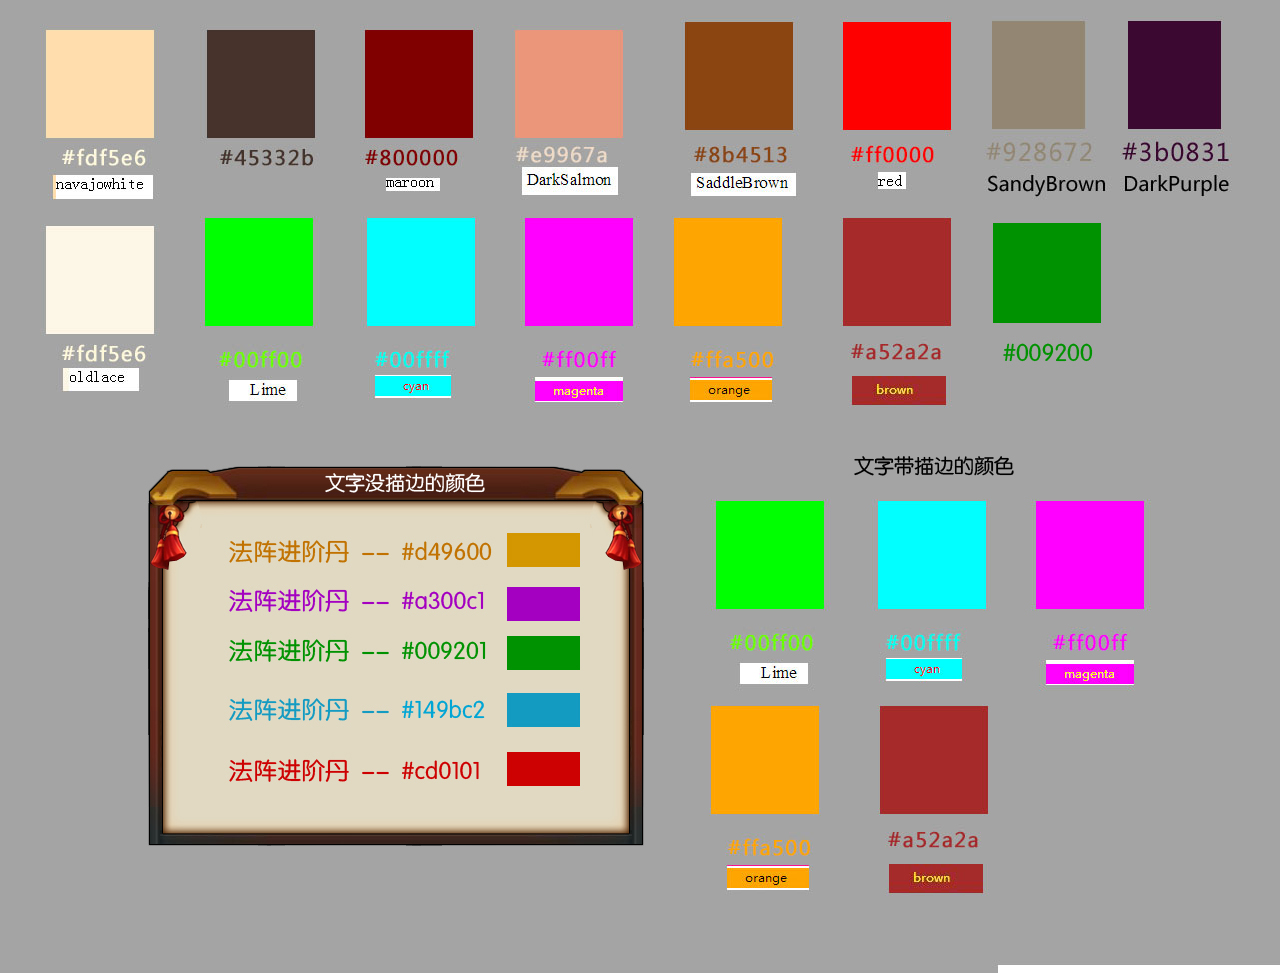 #fdf5e6 #45332b #800000 #e9967a #8b4513 #ff0000 #928672 #3b0831
navajowhite maroon DarkSalmon SaddleBrown red SandyBrown DarkPurple
#fdf5e6 #00ff00 #00ffff #ff00ff #ffa500 #a52a2a #009200
oldlace Lime cyan magenta orange brown
文字没描边的颜色
法阵进阶丹 -- #d49600
法阵进阶丹 -- #a300c1
法阵进阶丹 -- #009201
法阵进阶丹 -- #149bc2
法阵进阶丹 -- #cd0101
文字带描边的颜色
#00ff00 #00ffff #ff00ff
Lime cyan magenta
#ffa500 #a52a2a
orange brown